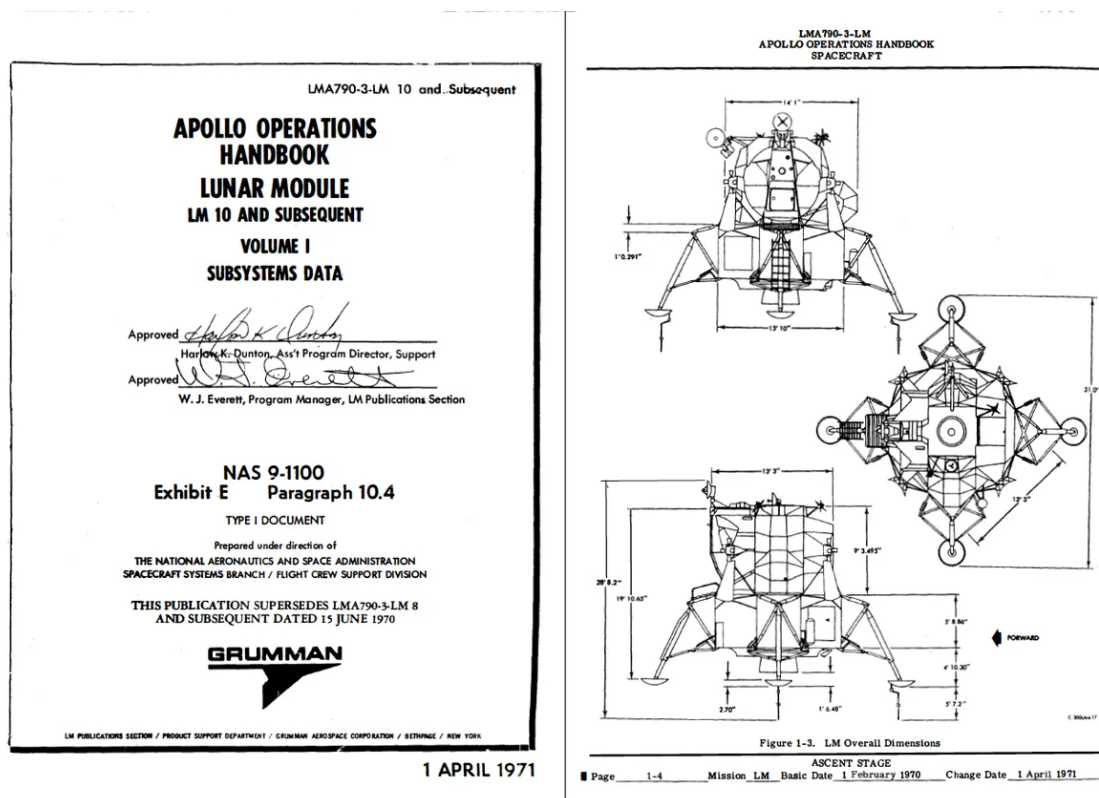 LMA790-3-LM 10 and Subsequent
APOLLO OPERATIONS
HANDBOOK
LUNAR MODULE
LM 10 AND SUBSEQUENT
VOLUME I
SUBSYSTEMS DATA
Approved
Harlow K. Dunton, Ass't Program Director, Support
Approved W. J. Everett
W. J. Everett, Program Manager, LM Publications Section
NAS 9-1100
Exhibit E Paragraph 10.4
TYPE I DOCUMENT
Prepared under direction of
THE NATIONAL AERONAUTICS AND SPACE ADMINISTRATION
SPACECRAFT SYSTEMS BRANCH / FLIGHT CREW SUPPORT DIVISION
THIS PUBLICATION SUPERSEDES LMA790-3-LM 8
AND SUBSEQUENT DATED 15 JUNE 1970
GRUMMAN
LM PUBLICATIONS SECTION / PRODUCT SUPPORT DEPARTMENT / GRUMMAN AEROSPACE CORPORATION / BETHPAGE / NEW YORK
1 APRIL 1971
LMA790-3-LM
APOLLO OPERATIONS HANDBOOK
SPACECRAFT
14' 1"
1'0.291"
13' 10"
31.0'
12' 3"
13' 3"
9' 3.495"
28' 8.2"
19' 10.65"
5' 8.86"
FORWARD
4' 10.30"
5' 7.2"
2.70"
1' 6.48"
Figure 1-3. LM Overall Dimensions
ASCENT STAGE
Page 1-4 Mission LM Basic Date 1 February 1970 Change Date 1 April 1971